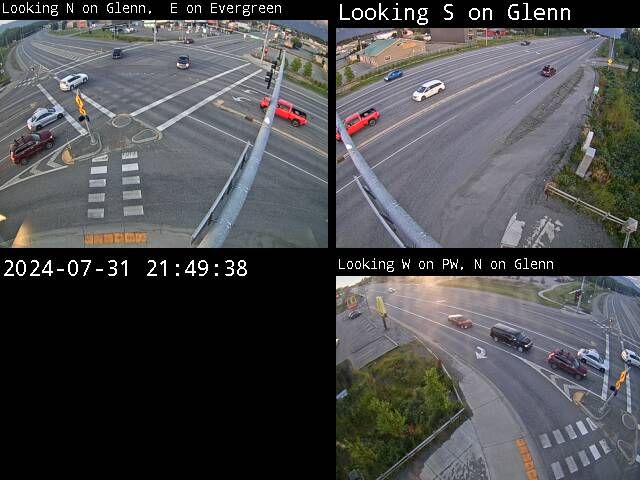 Looking N on Glenn,  E on Evergreen
Looking S on Glenn
2024-07-31 21:49:38
Looking W on PW, N on Glenn